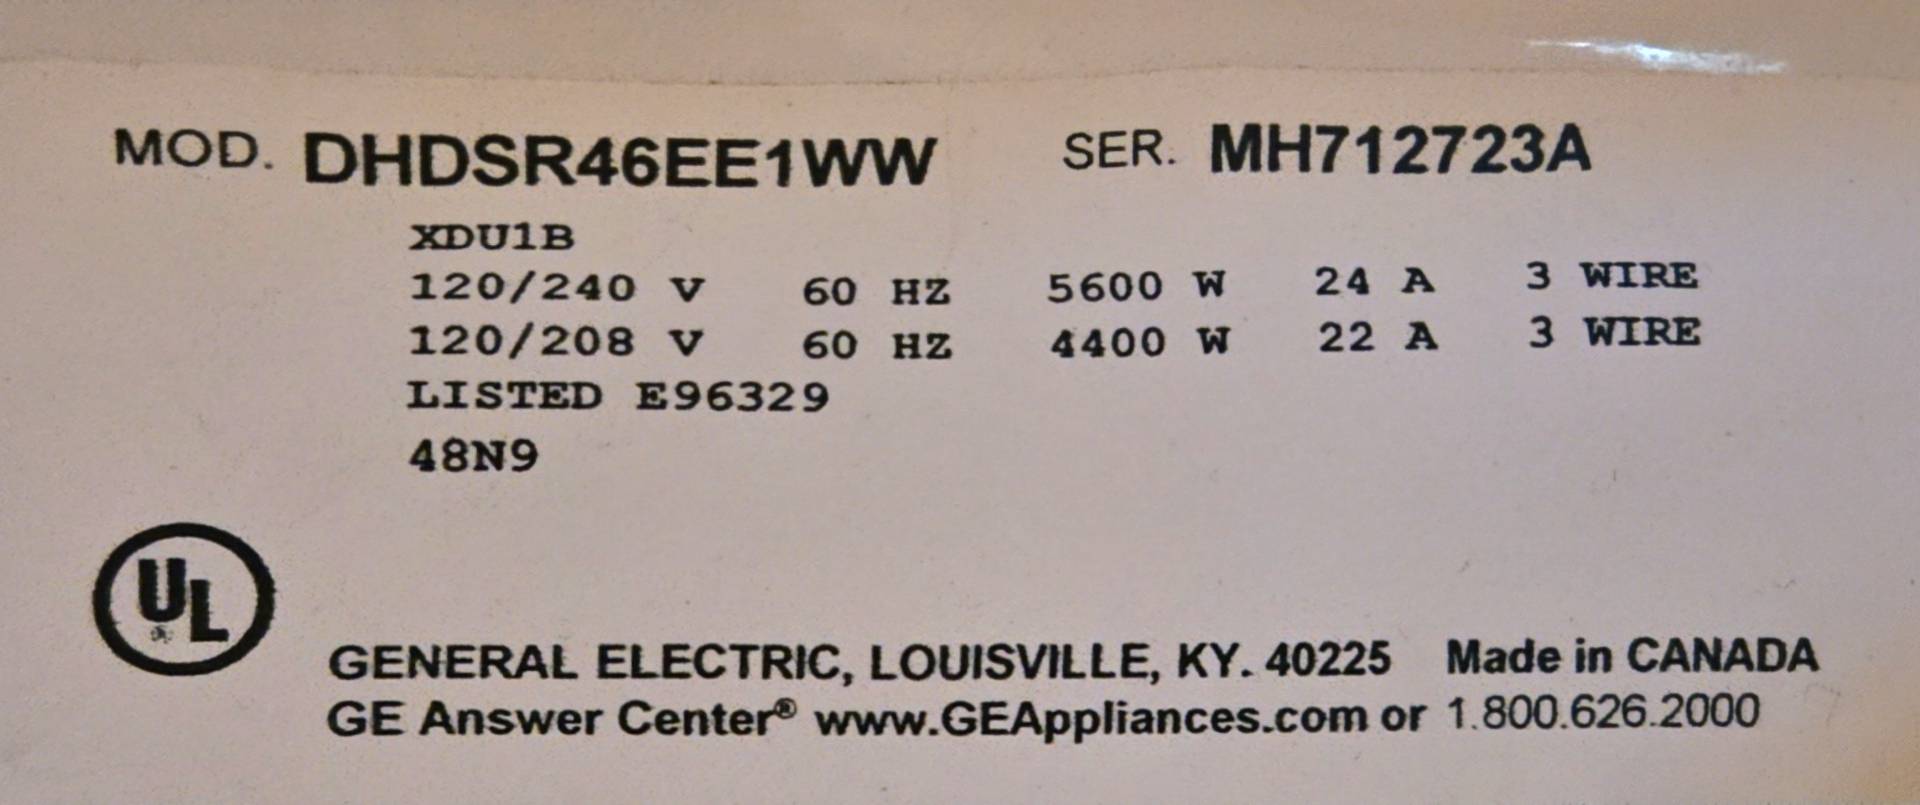 MOD. DHDSR46EE1WW SER. MH712723A
XDU1B
120/240 V 60 HZ 5600 W 24 A 3 WIRE
120/208 V 60 HZ 4400 W 22 A 3 WIRE
LISTED E96329
48N9
UL
GENERAL ELECTRIC, LOUISVILLE, KY. 40225 Made in CANADA
GE Answer Center® www.GEAppliances.com or 1.800.626.2000